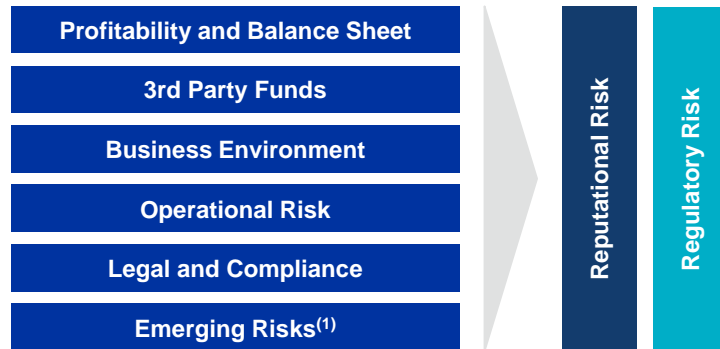 Profitability and Balance Sheet
3rd Party Funds
Business Environment
Operational Risk
Legal and Compliance
Emerging Risks(1)
Reputational Risk
Regulatory Risk